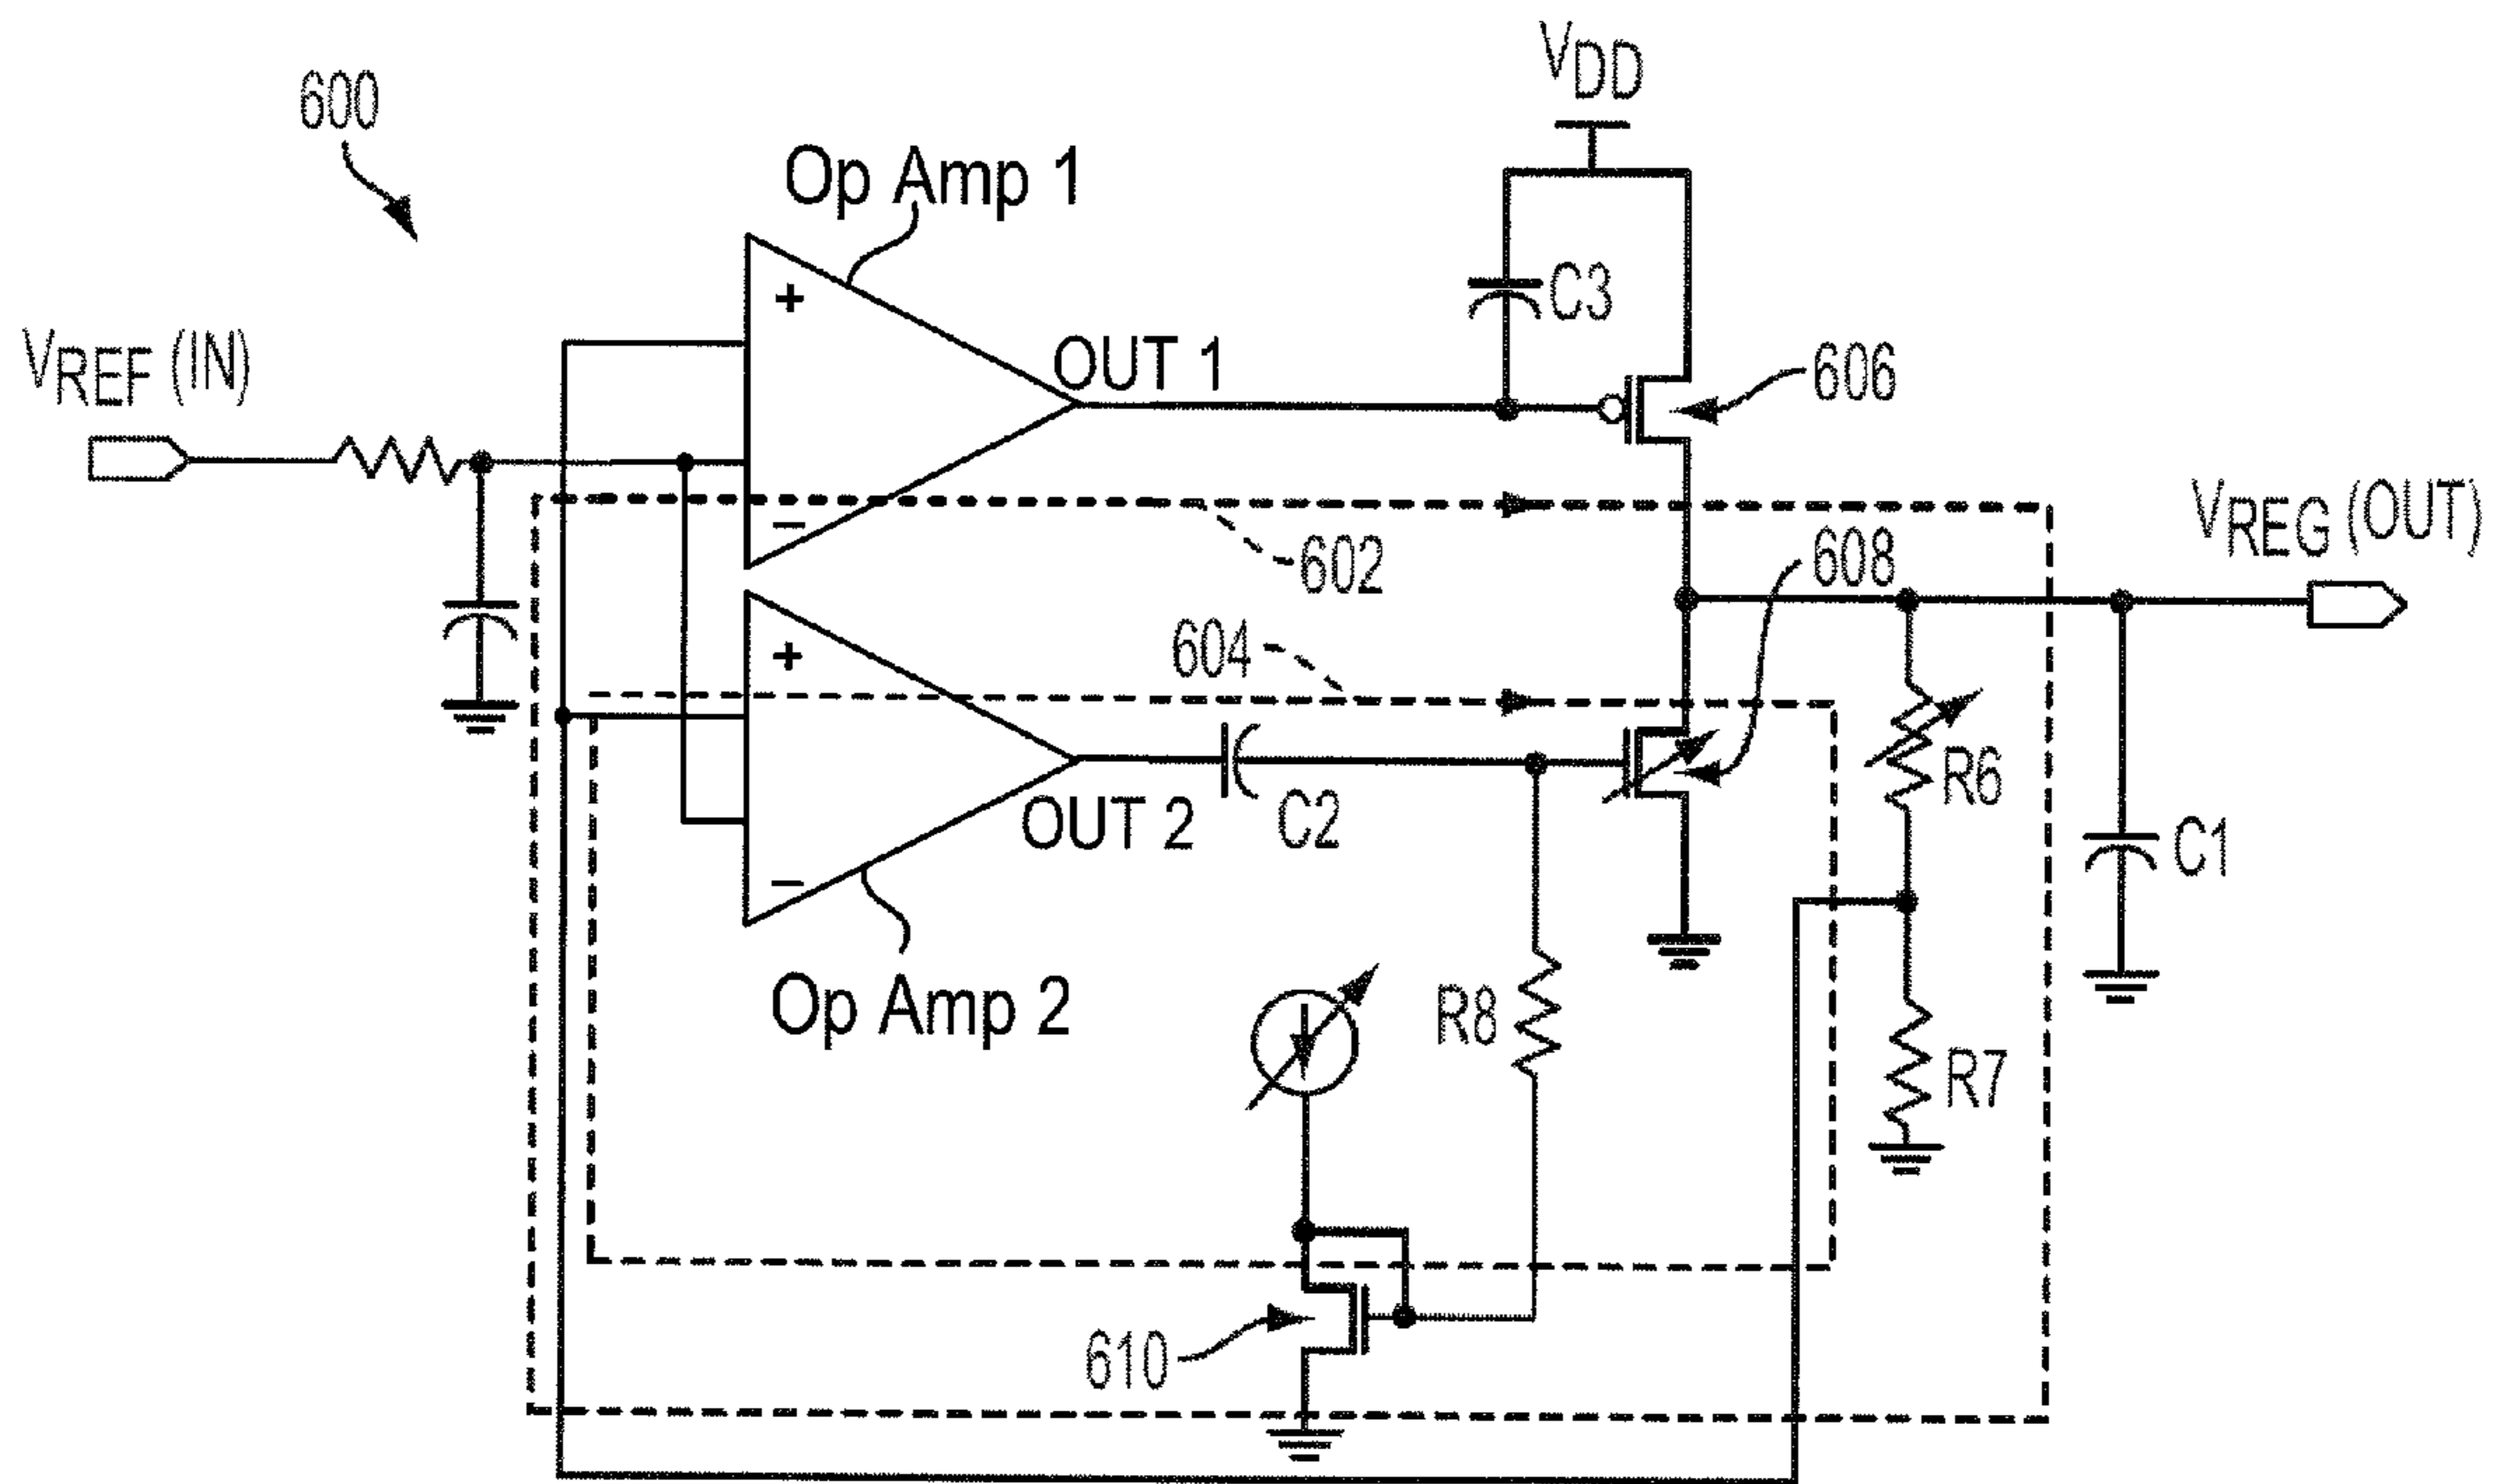 600
VDD
Op Amp 1
+
C3
VREF (IN)
OUT 1
606
VREG (OUT)
−
602
608
604
+
R6
OUT 2
C2
C1
−
Op Amp 2
R8
R7
610